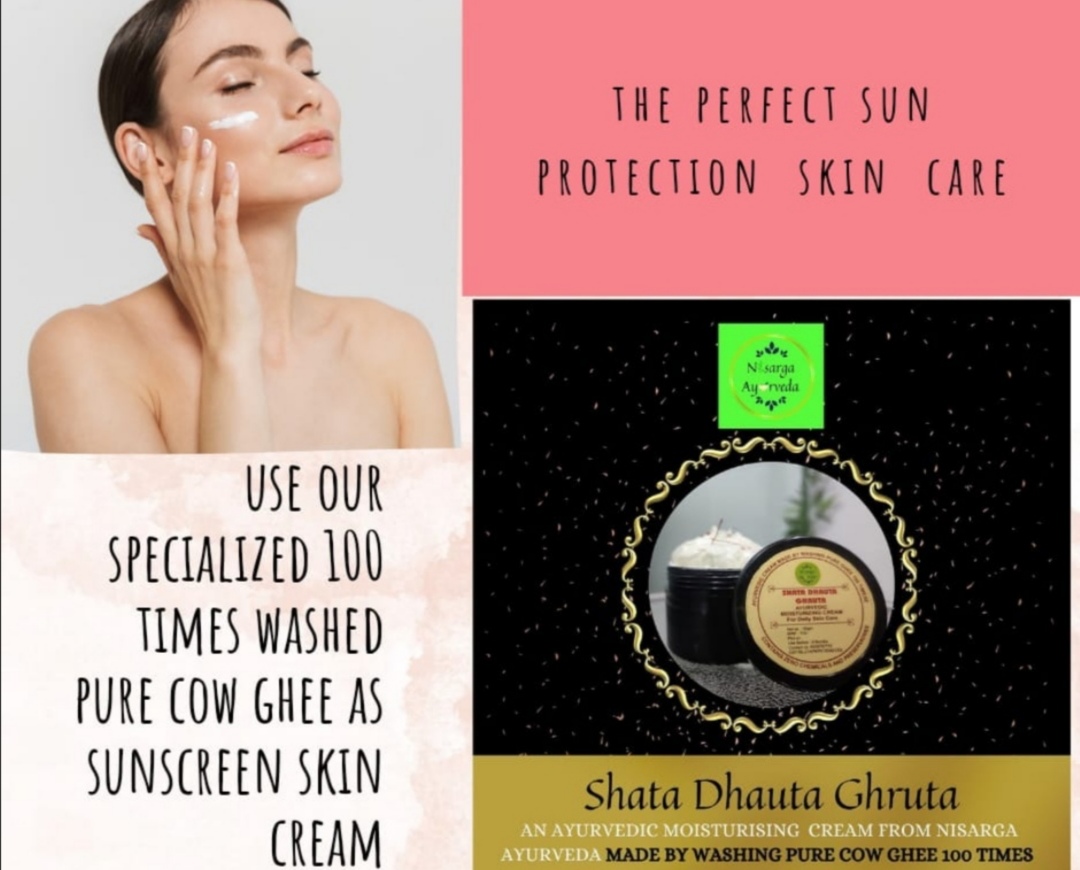 THE PERFECT SUN
PROTECTION SKIN CARE
USE OUR
SPECIALIZED 100
TIMES WASHED
PURE COW GHEE AS
SUNSCREEN SKIN
CREAM
Nisarga
Ayurveda
SHATA DHAUTA
GHRUTA
AYURVEDIC
MOISTURISING CREAM
For Daily Skin Care
Shata Dhauta Ghruta
AN AYURVEDIC MOISTURISING CREAM FROM NISARGA
AYURVEDA MADE BY WASHING PURE COW GHEE 100 TIMES